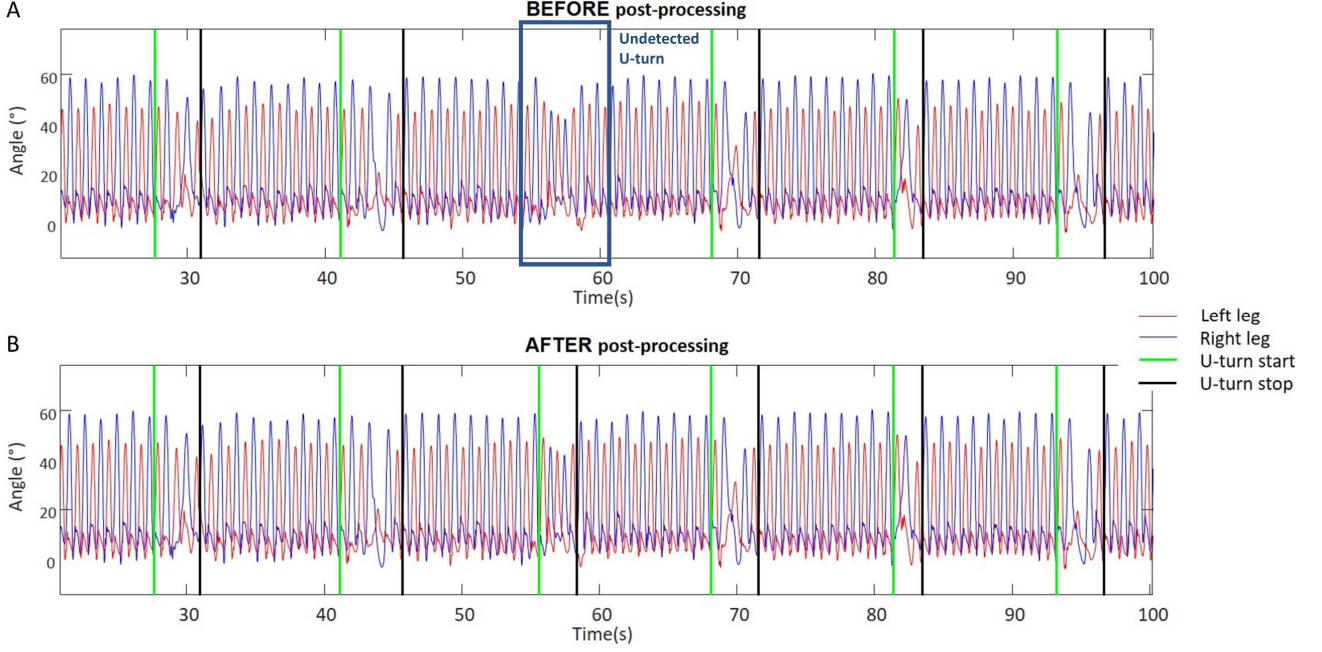 A
BEFORE post-processing
Undetected
U-turn
Angle (°)
60
40
20
0
30 40 50 60 70 80 90 100
Time(s)
B
AFTER post-processing
Left leg
Right leg
U-turn start
U-turn stop
Angle (°)
60
40
20
0
30 40 50 60 70 80 90 100
Time(s)